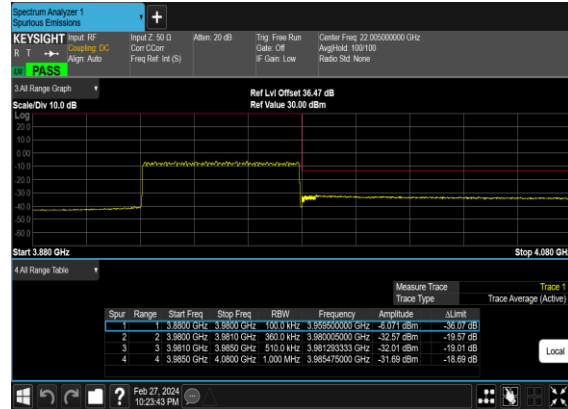 Spectrum Analyzer 1
Spurious Emissions
KEYSIGHT Input: RF Input Z: 50 Ω Atten: 20 dB Trig: Free Run Center Freq: 22.005000000 GHz
R T Coupling: DC Corr CCorr Gate: Off Avg|Hold: 100/100
Align: Auto Freq Ref: Int (S) IF Gain: Low Radio Std: None
PASS
3 All Range Graph
Ref Lvl Offset 36.47 dB
Scale/Div 10.0 dB Ref Value 30.00 dBm
Log
20.0
10.0
0.00
-10.0
-20.0
-30.0
-40.0
-50.0
-60.0
Start 3.880 GHz Stop 4.080 GHz
4 All Range Table
Measure Trace Trace 1
Trace Type Trace Average (Active)
Spur Range Start Freq Stop Freq RBW Frequency Amplitude ΔLimit
1 1 3.8800 GHz 3.9800 GHz 100.0 kHz 3.959500000 GHz -6.071 dBm -36.07 dB
2 2 3.9800 GHz 3.9810 GHz 360.0 kHz 3.980005000 GHz -32.57 dBm -19.57 dB
3 3 3.9810 GHz 3.9850 GHz 510.0 kHz 3.981293333 GHz -32.01 dBm -19.01 dB
4 4 3.9850 GHz 4.0800 GHz 1.000 MHz 3.985475000 GHz -31.69 dBm -18.69 dB
Local
Feb 27, 2024
10:23:43 PM